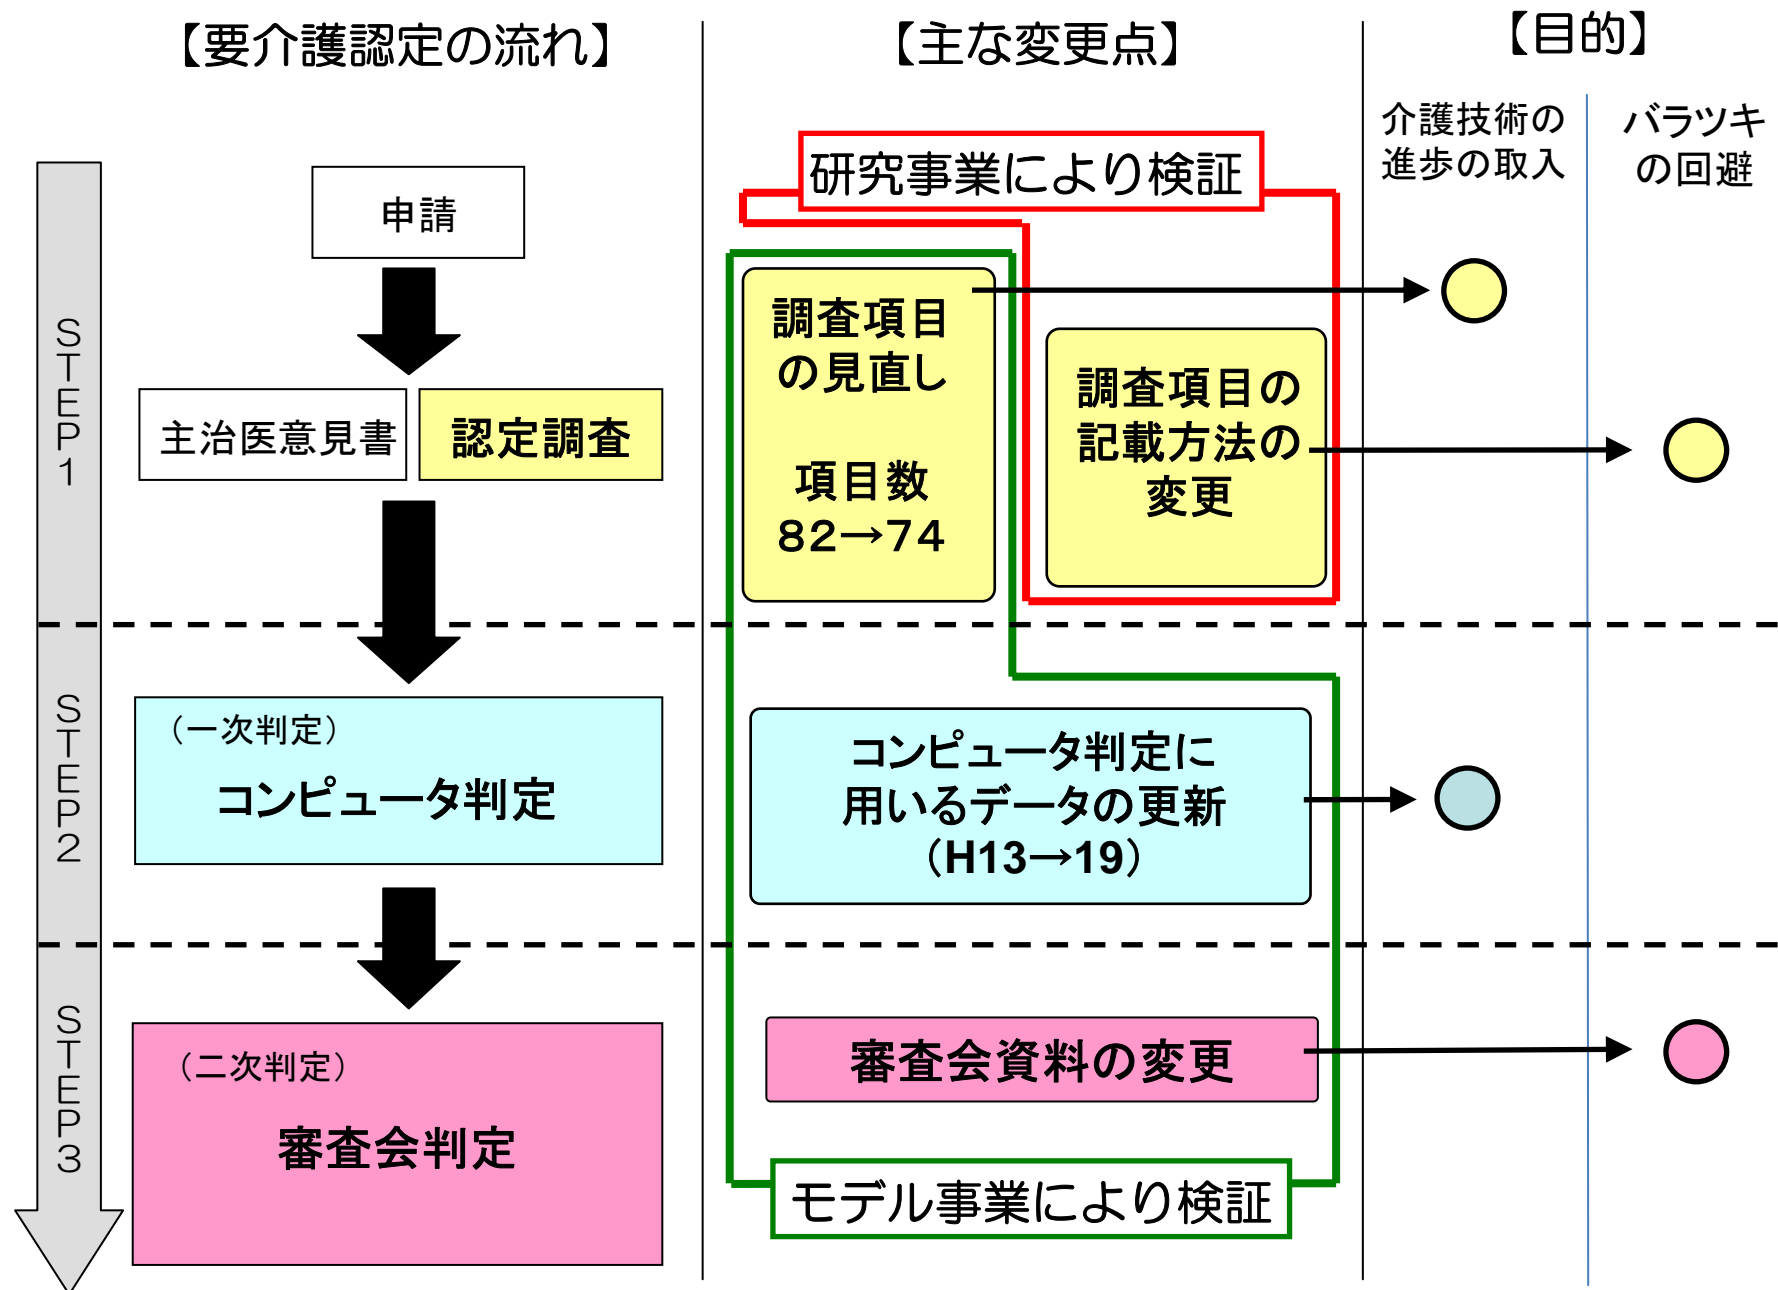 【要介護認定の流れ】
【主な変更点】
【目的】
介護技術の
進歩の取入
バラツキ
の回避
STEP1
申請
主治医意見書
認定調査
研究事業により検証
調査項目
の見直し
項目数
82→74
調査項目の
記載方法の
変更
STEP2
（一次判定）
コンピュータ判定
コンピュータ判定に
用いるデータの更新
（H13→19）
STEP3
（二次判定）
審査会判定
審査会資料の変更
モデル事業により検証